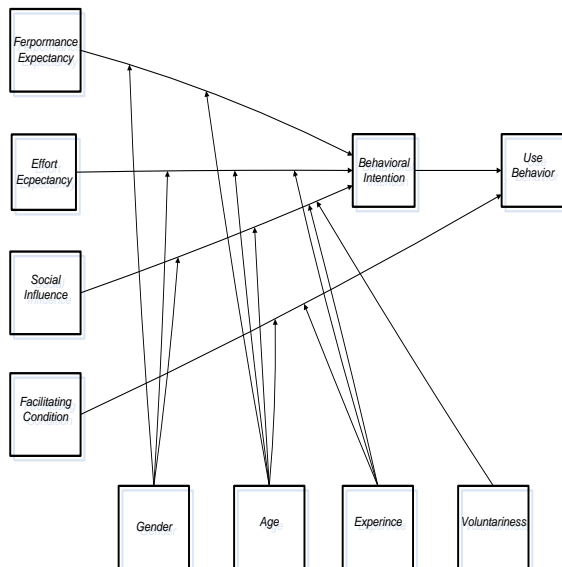 Ferpormance
Expectancy
Effort
Ecpectancy
Behavioral
Intention
Use
Behavior
Social
Influence
Facilitating
Condition
Gender
Age
Experince
Voluntariness